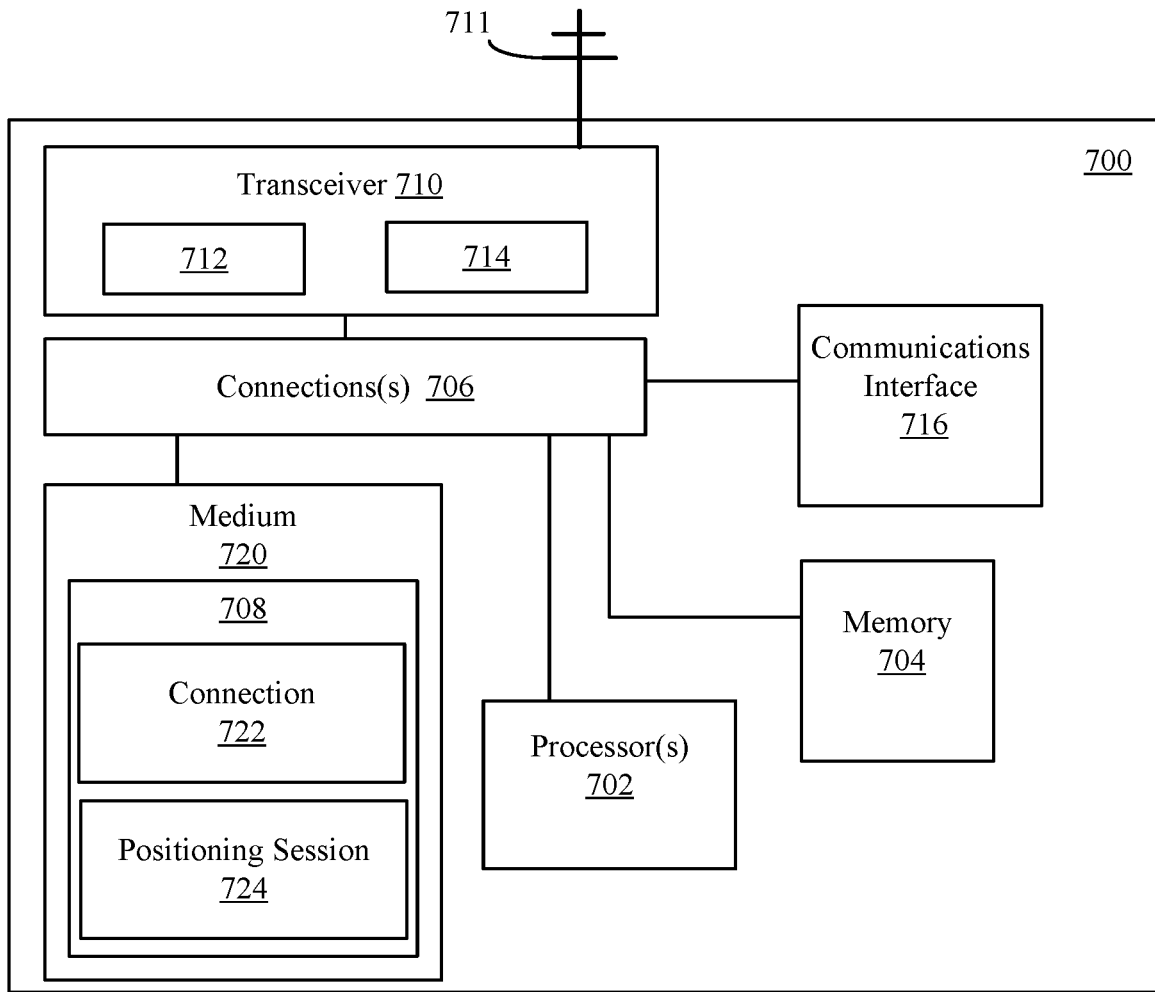 711
700
Transceiver 710
712
714
Connections(s) 706
Communications
Interface
716
Medium
720
708
Connection
722
Positioning Session
724
Processor(s)
702
Memory
704